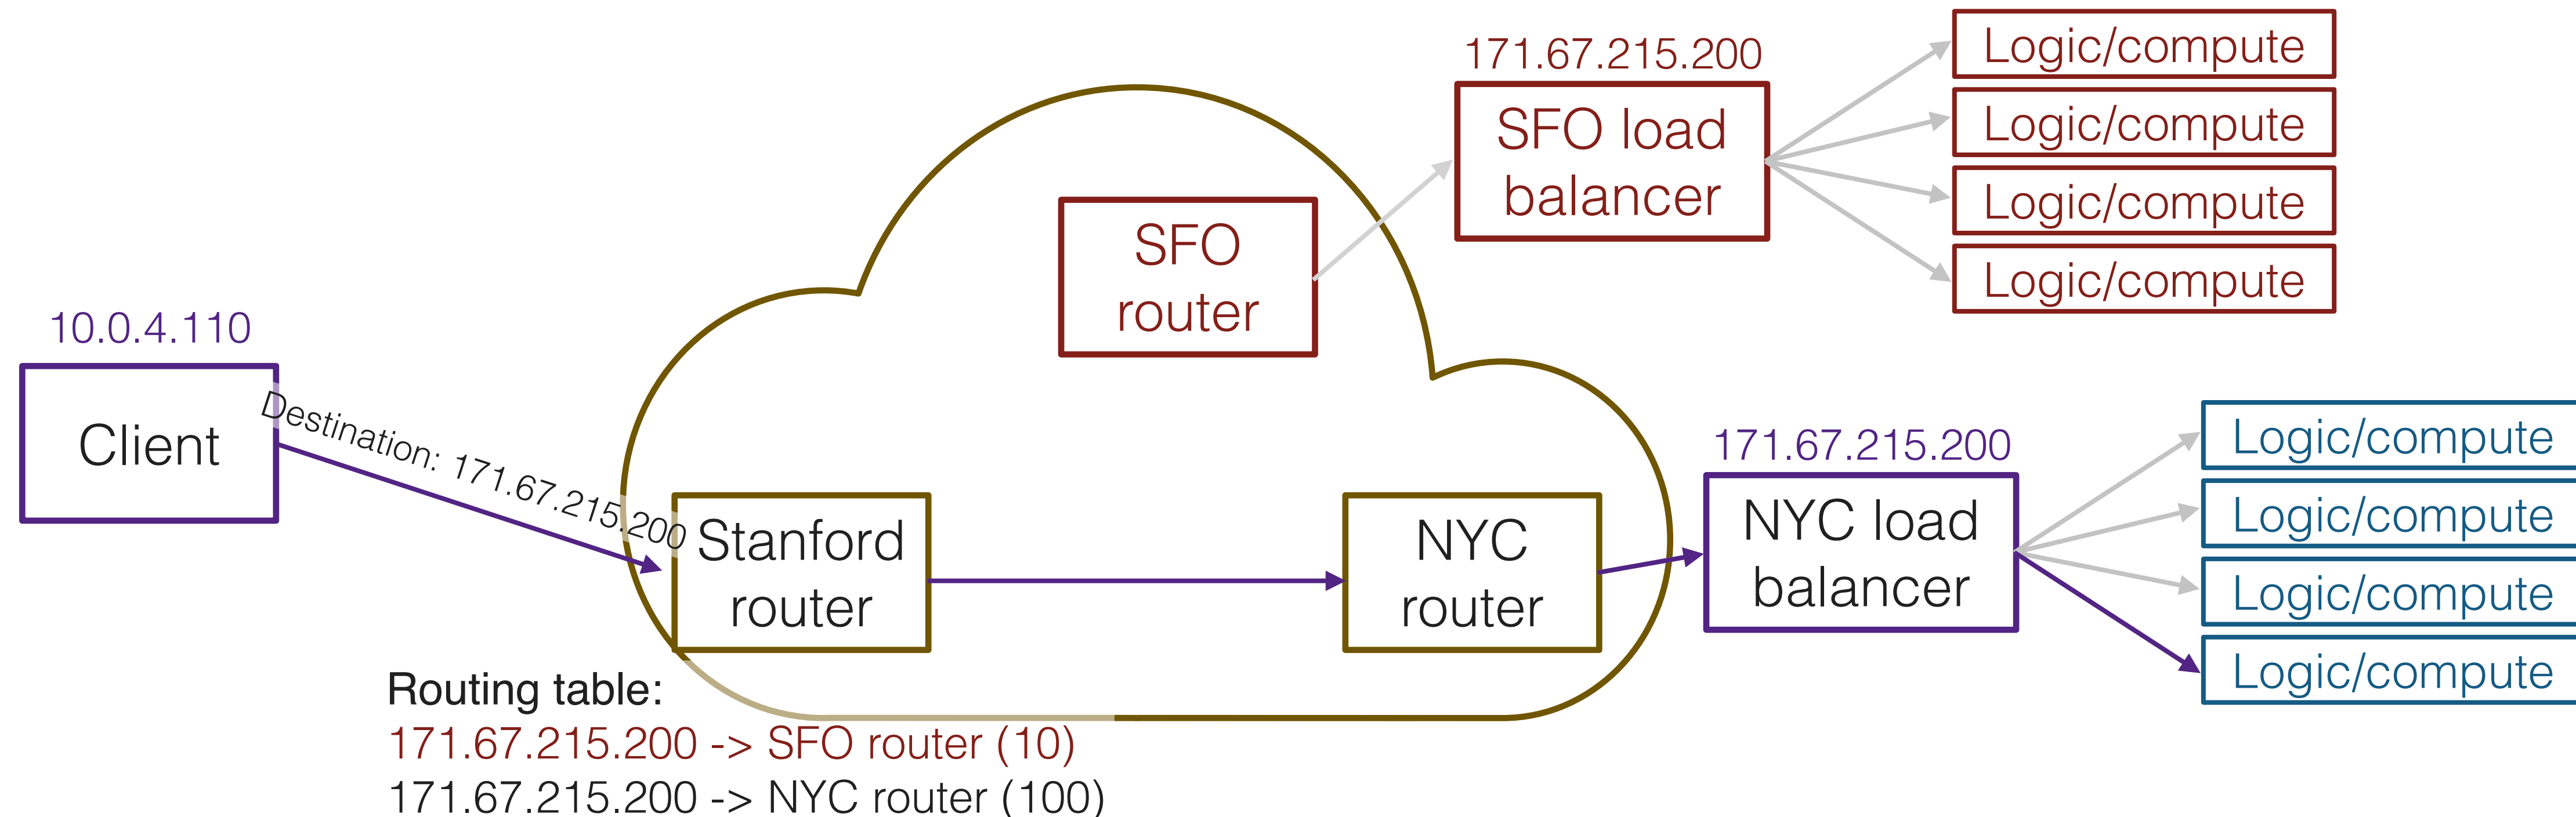 171.67.215.200
SFO load
balancer
Logic/compute
Logic/compute
Logic/compute
Logic/compute
SFO
router
10.0.4.110
Client
Destination: 171.67.215.200
Stanford
router
NYC
router
171.67.215.200
NYC load
balancer
Logic/compute
Logic/compute
Logic/compute
Logic/compute
Routing table:
171.67.215.200 -> SFO router (10)
171.67.215.200 -> NYC router (100)